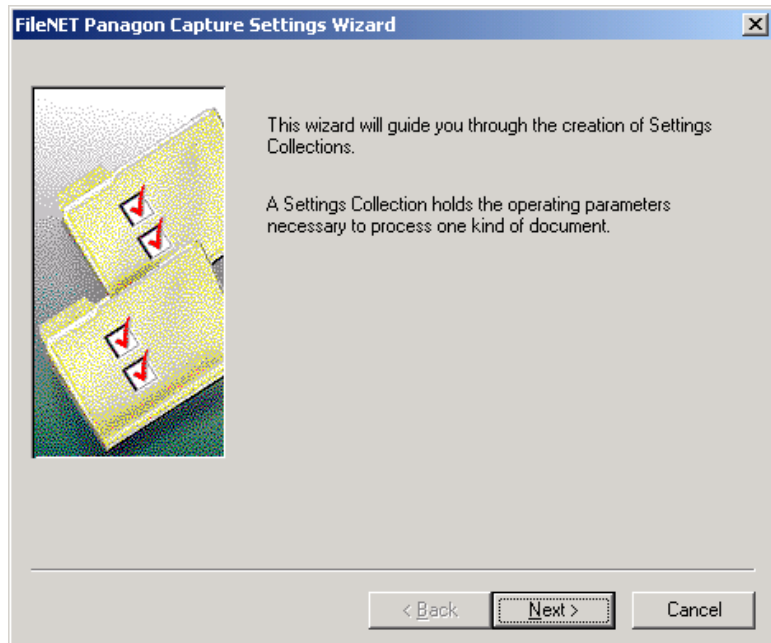 FileNET Panagon Capture Settings Wizard
This wizard will guide you through the creation of Settings
Collections.
A Settings Collection holds the operating parameters
necessary to process one kind of document.
< Back
Next >
Cancel